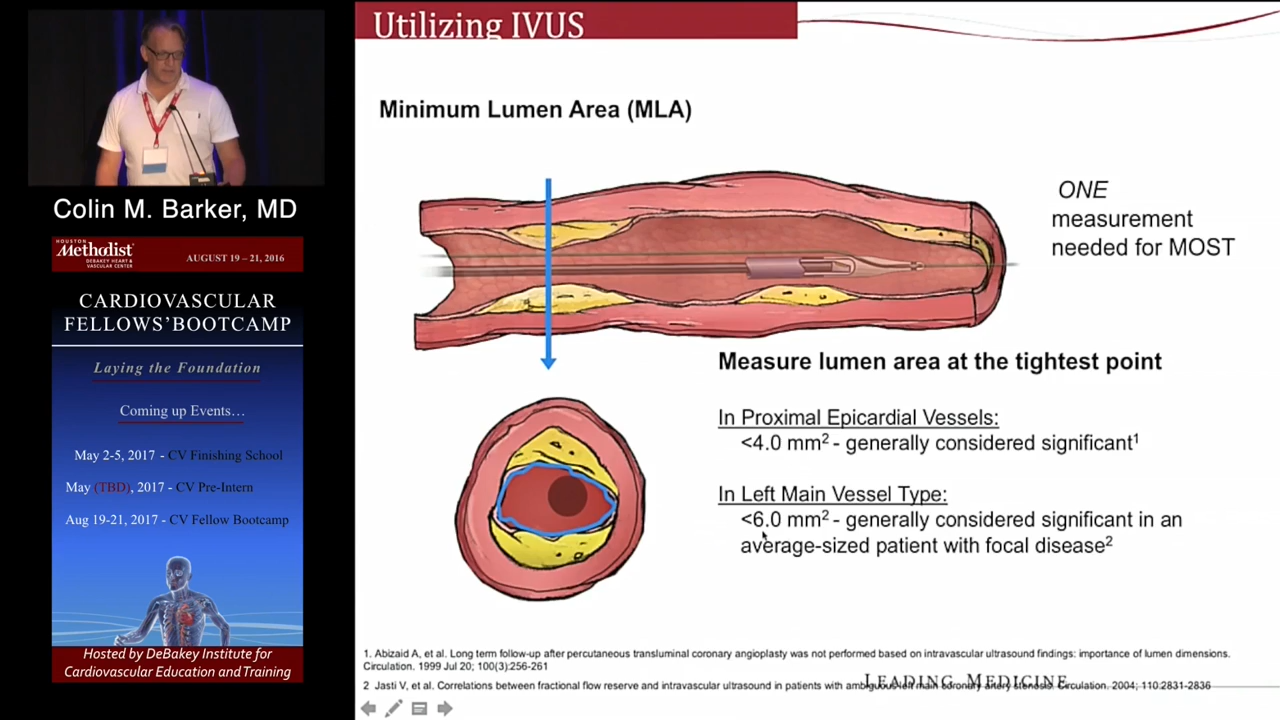 Utilizing IVUS
Minimum Lumen Area (MLA)
ONE
measurement
needed for MOST
Measure lumen area at the tightest point
In Proximal Epicardial Vessels:
<4.0 mm² - generally considered significant¹
In Left Main Vessel Type:
<6.0 mm² - generally considered significant in an
average-sized patient with focal disease²
1. Abizaid A, et al. Long term follow-up after percutaneous transluminal coronary angioplasty was not performed based on intravascular ultrasound findings: importance of lumen dimensions.
Circulation. 1999 Jul 20; 100(3):256-261
2 Jasti V, et al. Correlations between fractional flow reserve and intravascular ultrasound in patients with ambiguous left main coronary artery stenosis. Circulation. 2004; 110:2831-2836
LEADING MEDICINE
Colin M. Barker, MD
HOUSTON
Methodist
DEBAKEY HEART &
VASCULAR CENTER
AUGUST 19 – 21, 2016
CARDIOVASCULAR
FELLOWS' BOOTCAMP
Laying the Foundation
Coming up Events…
May 2-5, 2017 - CV Finishing School
May (TBD), 2017 - CV Pre-Intern
Aug 19-21, 2017 - CV Fellow Bootcamp
Hosted by DeBakey Institute for
Cardiovascular Education and Training